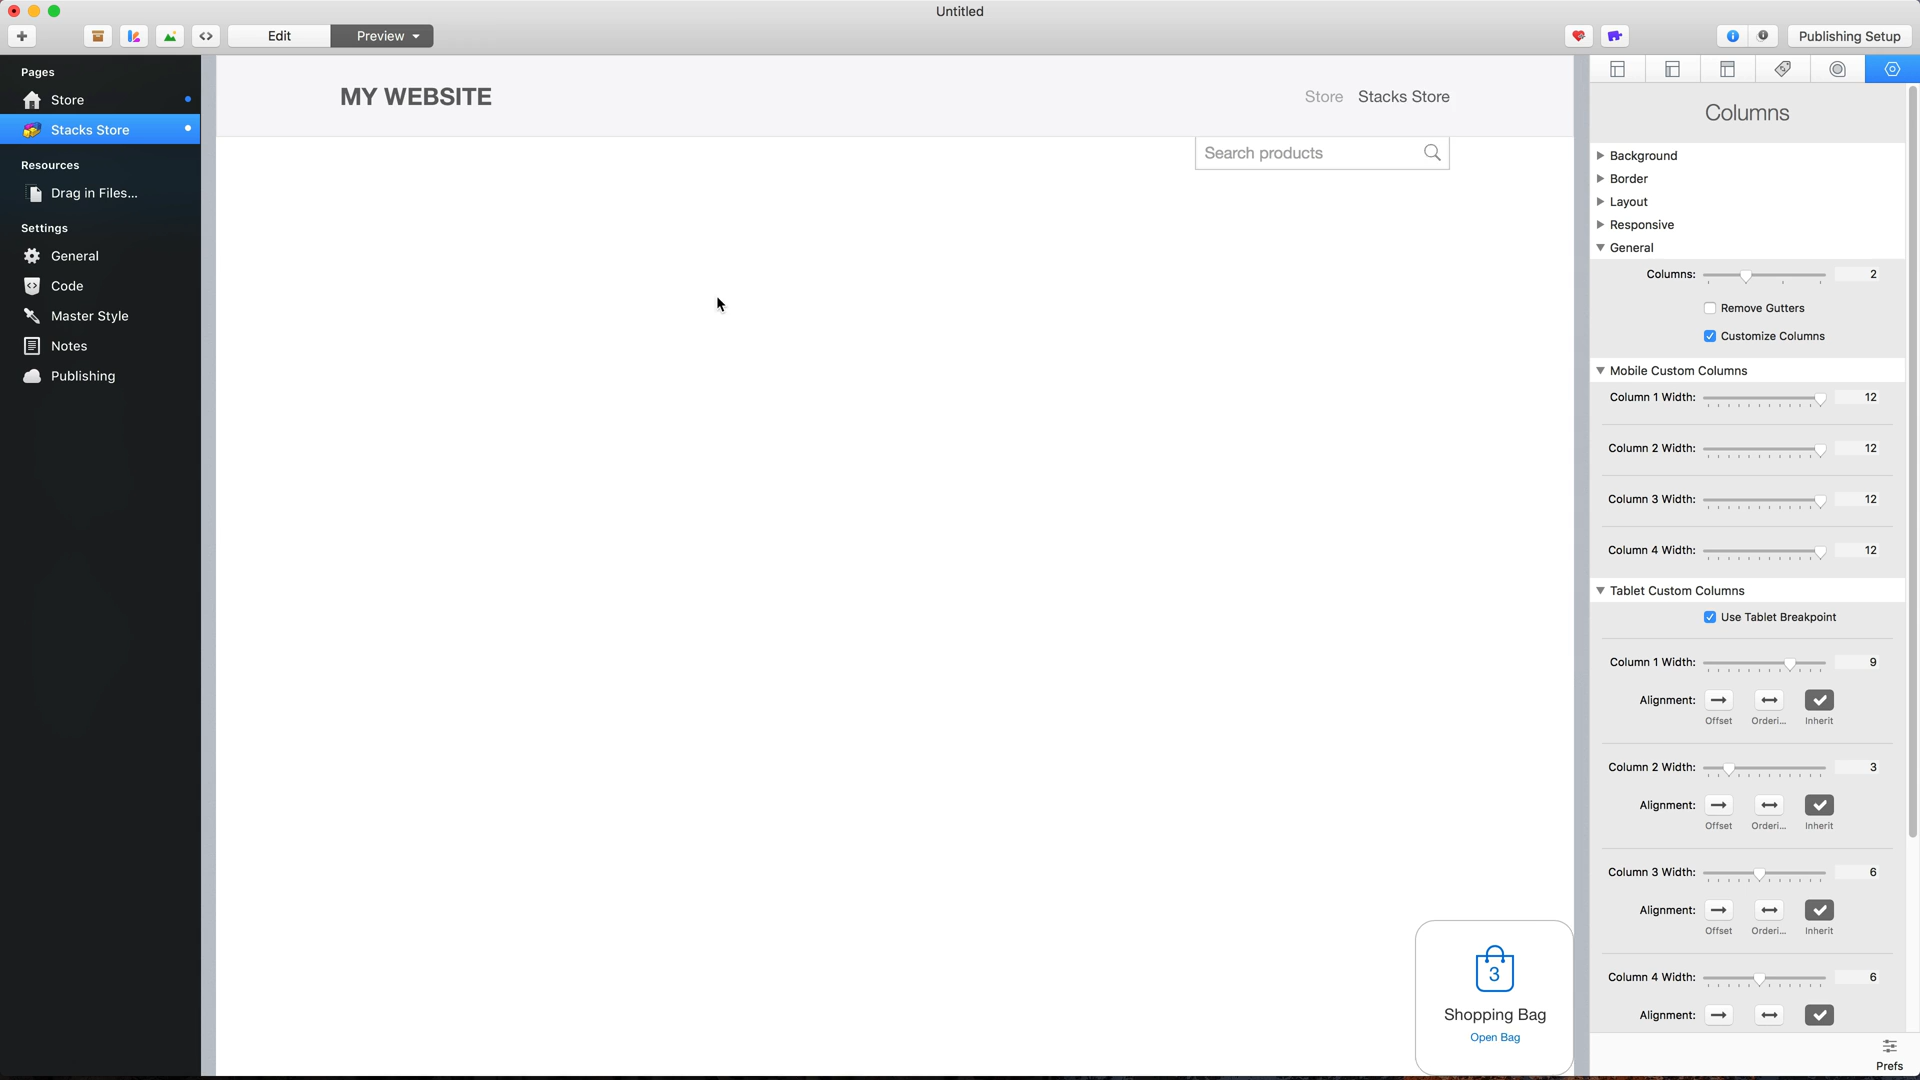 Untitled
Edit
Preview
Publishing Setup
Pages
Store
Stacks Store
Resources
Drag in Files...
Settings
General
Code
Master Style
Notes
Publishing
MY WEBSITE
Store Stacks Store
Search products
3
Shopping Bag
Open Bag
Columns
Background
Border
Layout
Responsive
General
Columns: 2
Remove Gutters
Customize Columns
Mobile Custom Columns
Column 1 Width: 12
Column 2 Width: 12
Column 3 Width: 12
Column 4 Width: 12
Tablet Custom Columns
Use Tablet Breakpoint
Column 1 Width: 9
Alignment:
Offset Orderi... Inherit
Column 2 Width: 3
Alignment:
Offset Orderi... Inherit
Column 3 Width: 6
Alignment:
Offset Orderi... Inherit
Column 4 Width: 6
Alignment:
Prefs